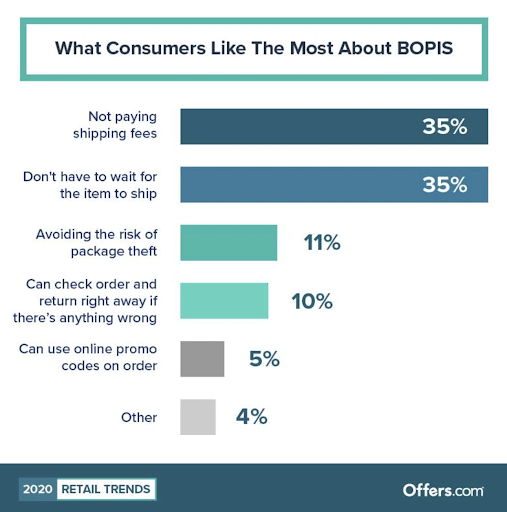 What Consumers Like The Most About BOPIS
Not paying
shipping fees
35%
Don't have to wait for
the item to ship
35%
Avoiding the risk of
package theft
11%
Can check order and
return right away if
there's anything wrong
10%
Can use online promo
codes on order
5%
Other
4%
2020 RETAIL TRENDS
Offers.com